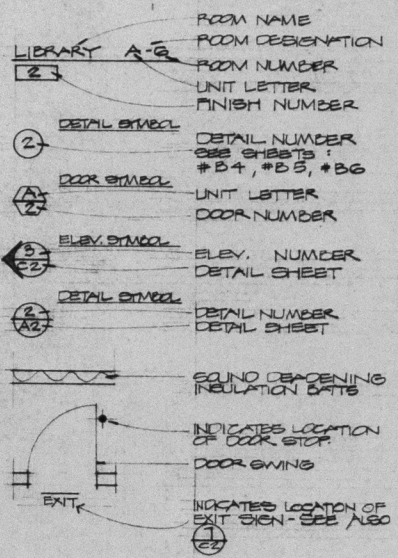 ROOM NAME
ROOM DESIGNATION
LIBRARY A-6
ROOM NUMBER
2
UNIT LETTER
FINISH NUMBER
DETAIL SYMBOL
2
DETAIL NUMBER
SEE SHEETS :
#B4, #B5, #B6
DOOR SYMBOL
A
UNIT LETTER
2
DOOR NUMBER
ELEV. SYMBOL
3
ELEV. NUMBER
C2
DETAIL SHEET
DETAIL SYMBOL
2
DETAIL NUMBER
A2
DETAIL SHEET
SOUND DEADENING
INSULATION BATTS
INDICATES LOCATION
OF DOOR STOP.
DOOR SWING
EXIT
INDICATES LOCATION OF
EXIT SIGN - SEE ALSO
1
C2